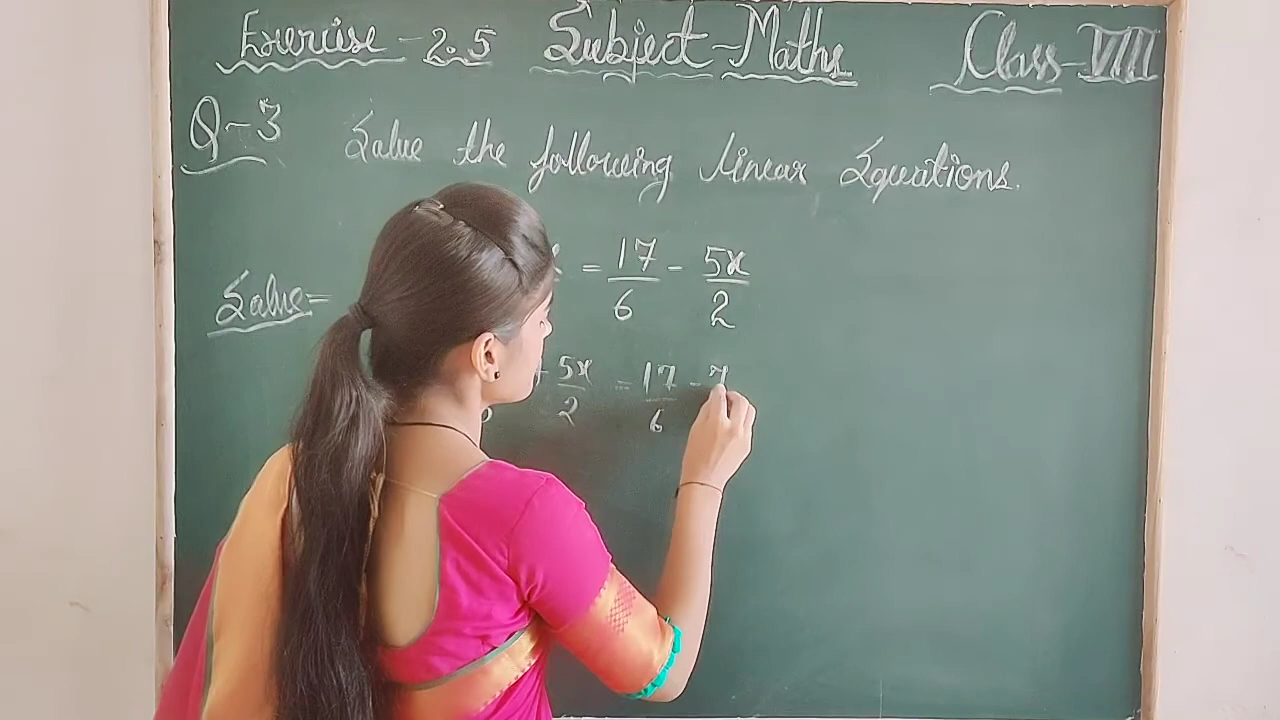 Exercise - 2.5 Subject - Maths Class - VIII
Q-3 Solve the following linear Equations.
Solve = x = 17/6 - 5x/2
+ 5x/2 = 17/6 - 7